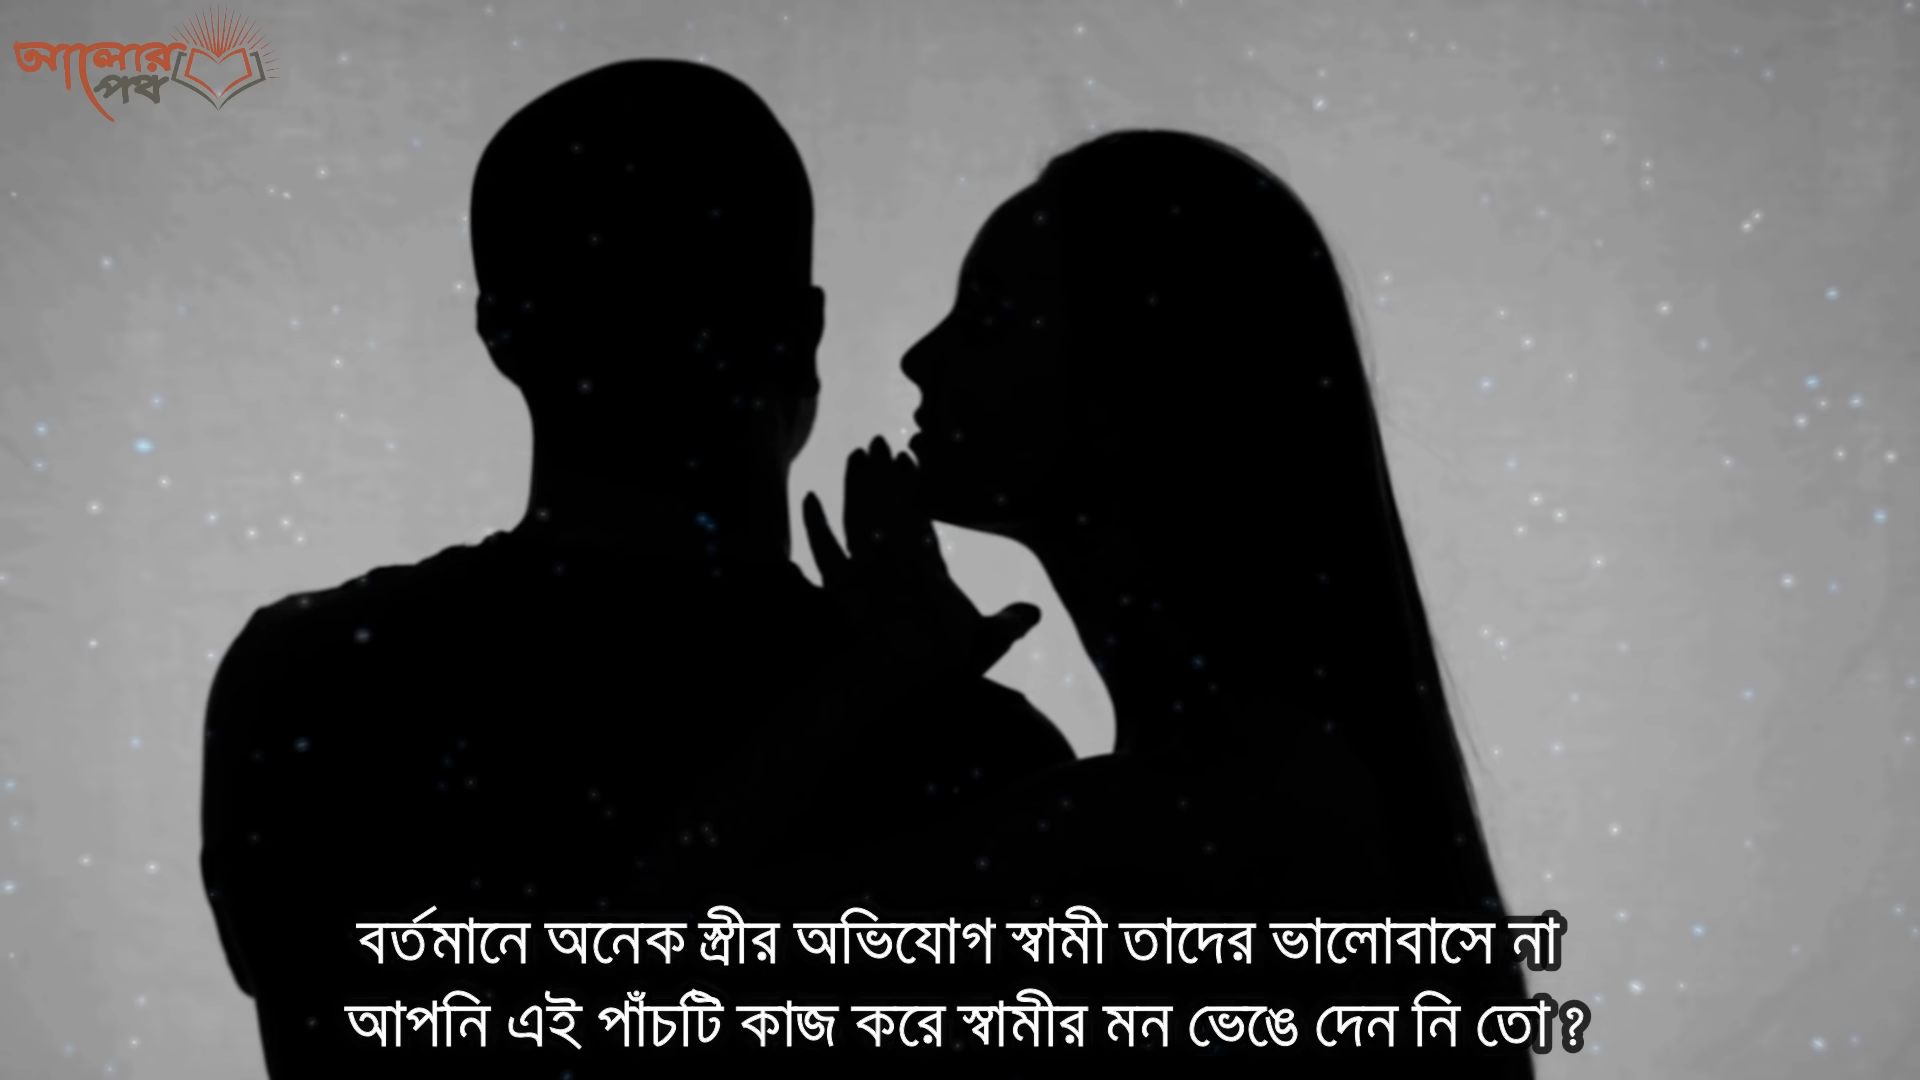 আলোর
পথ
বর্তমানে অনেক স্ত্রীর অভিযোগ স্বামী তাদের ভালোবাসে না
আপনি এই পাঁচটি কাজ করে স্বামীর মন ভেঙে দেন নি তো?